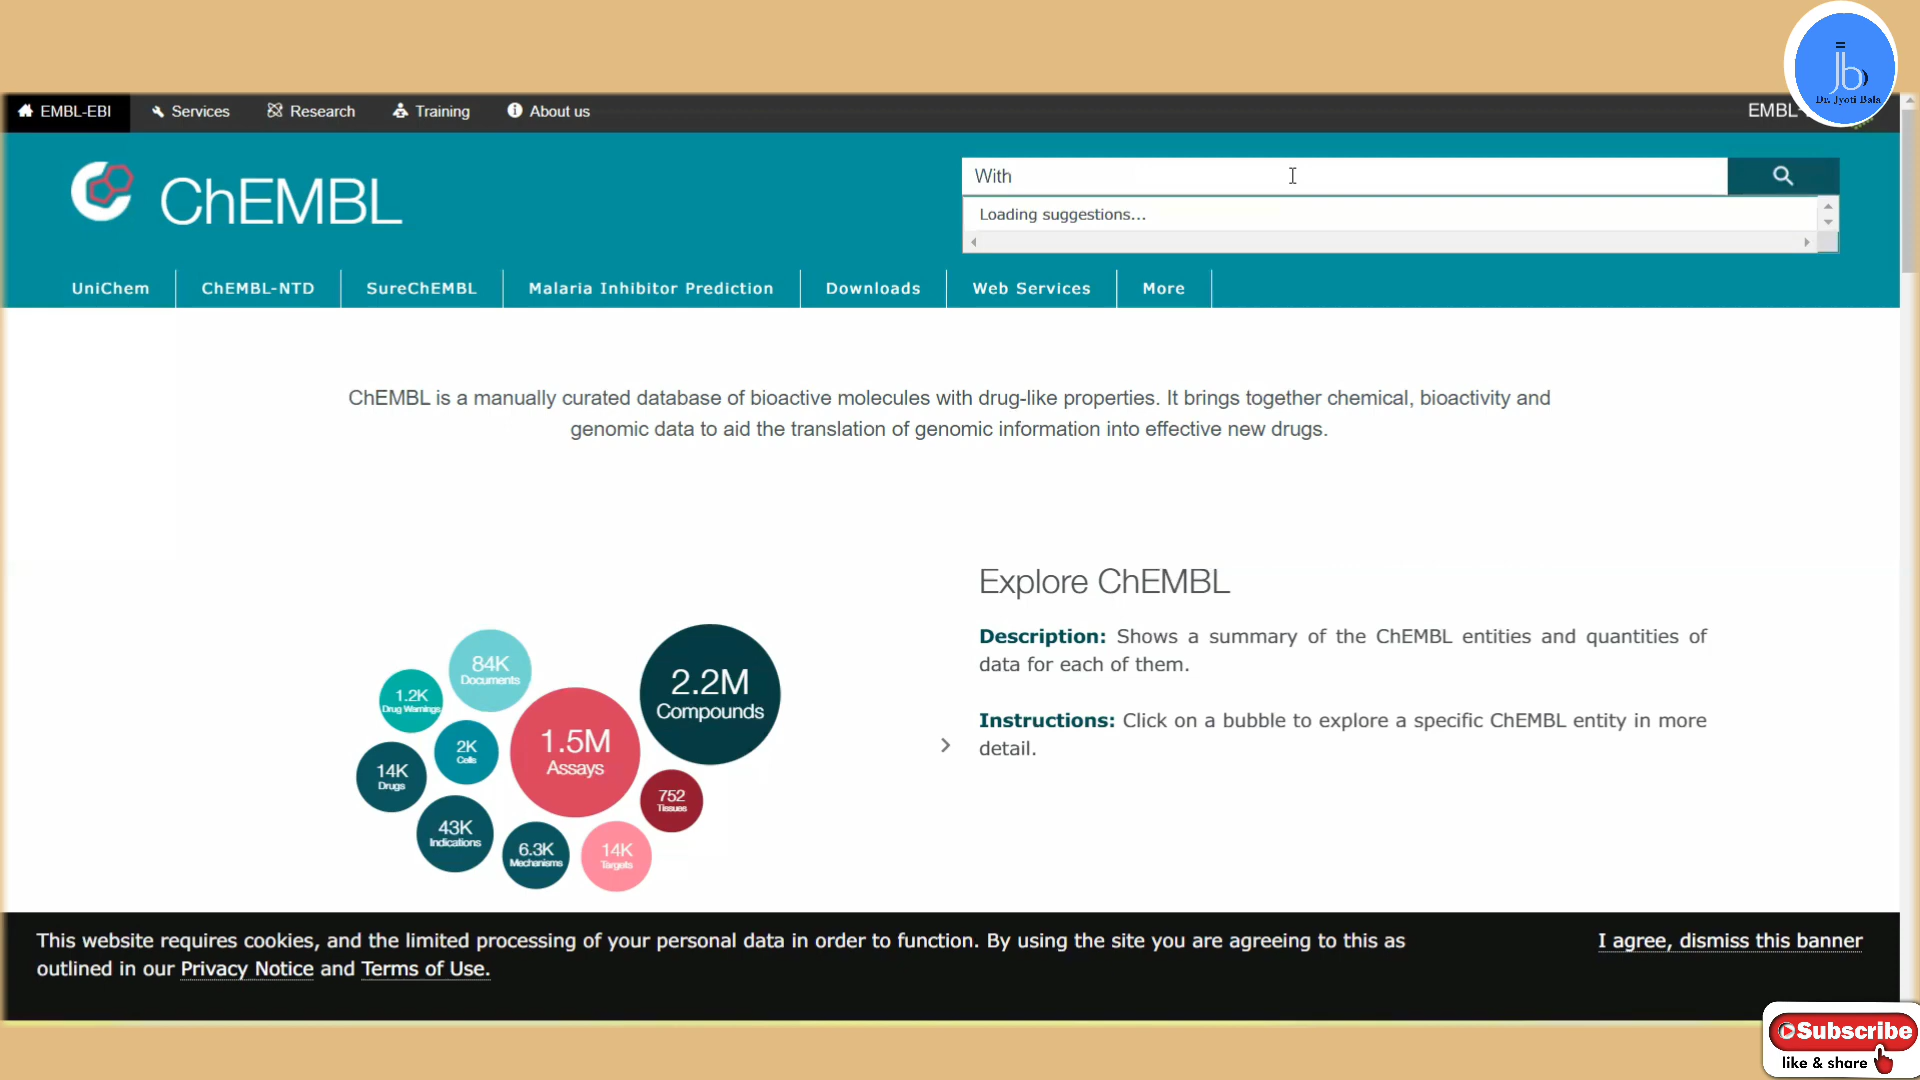 Dr. Jyoti Bala
EMBL-EBI
Services
Research
Training
About us
EMBL-
ChEMBL
With
Loading suggestions...
UniChem
ChEMBL-NTD
SureChEMBL
Malaria Inhibitor Prediction
Downloads
Web Services
More
ChEMBL is a manually curated database of bioactive molecules with drug-like properties. It brings together chemical, bioactivity and
genomic data to aid the translation of genomic information into effective new drugs.
Explore ChEMBL
Description: Shows a summary of the ChEMBL entities and quantities of
data for each of them.
Instructions: Click on a bubble to explore a specific ChEMBL entity in more
detail.
84K
Documents
2.2M
Compounds
1.2K
Drug Warnings
1.5M
Assays
2K
Cells
14K
Drugs
752
Tissues
43K
Indications
6.3K
Mechanisms
14K
Targets
This website requires cookies, and the limited processing of your personal data in order to function. By using the site you are agreeing to this as
outlined in our Privacy Notice and Terms of Use.
I agree, dismiss this banner
Subscribe
like & share